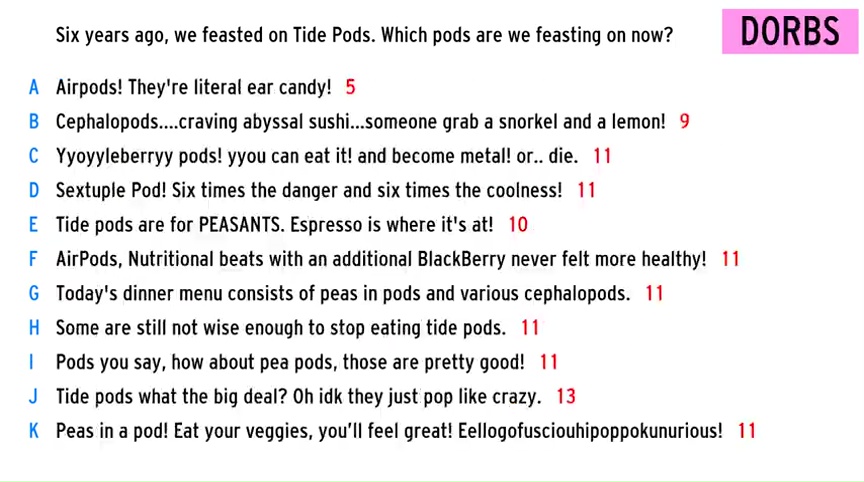 Six years ago, we feasted on Tide Pods. Which pods are we feasting on now?
DORBS
A Airpods! They're literal ear candy! 5
B Cephalopods....craving abyssal sushi...someone grab a snorkel and a lemon! 9
C Yyoyyleberryy pods! yyou can eat it! and become metal! or.. die. 11
D Sextuple Pod! Six times the danger and six times the coolness! 11
E Tide pods are for PEASANTS. Espresso is where it's at! 10
F AirPods, Nutritional beats with an additional BlackBerry never felt more healthy! 11
G Today's dinner menu consists of peas in pods and various cephalopods. 11
H Some are still not wise enough to stop eating tide pods. 11
I Pods you say, how about pea pods, those are pretty good! 11
J Tide pods what the big deal? Oh idk they just pop like crazy. 13
K Peas in a pod! Eat your veggies, you'll feel great! Eellogofusciouhipoppokunurious! 11